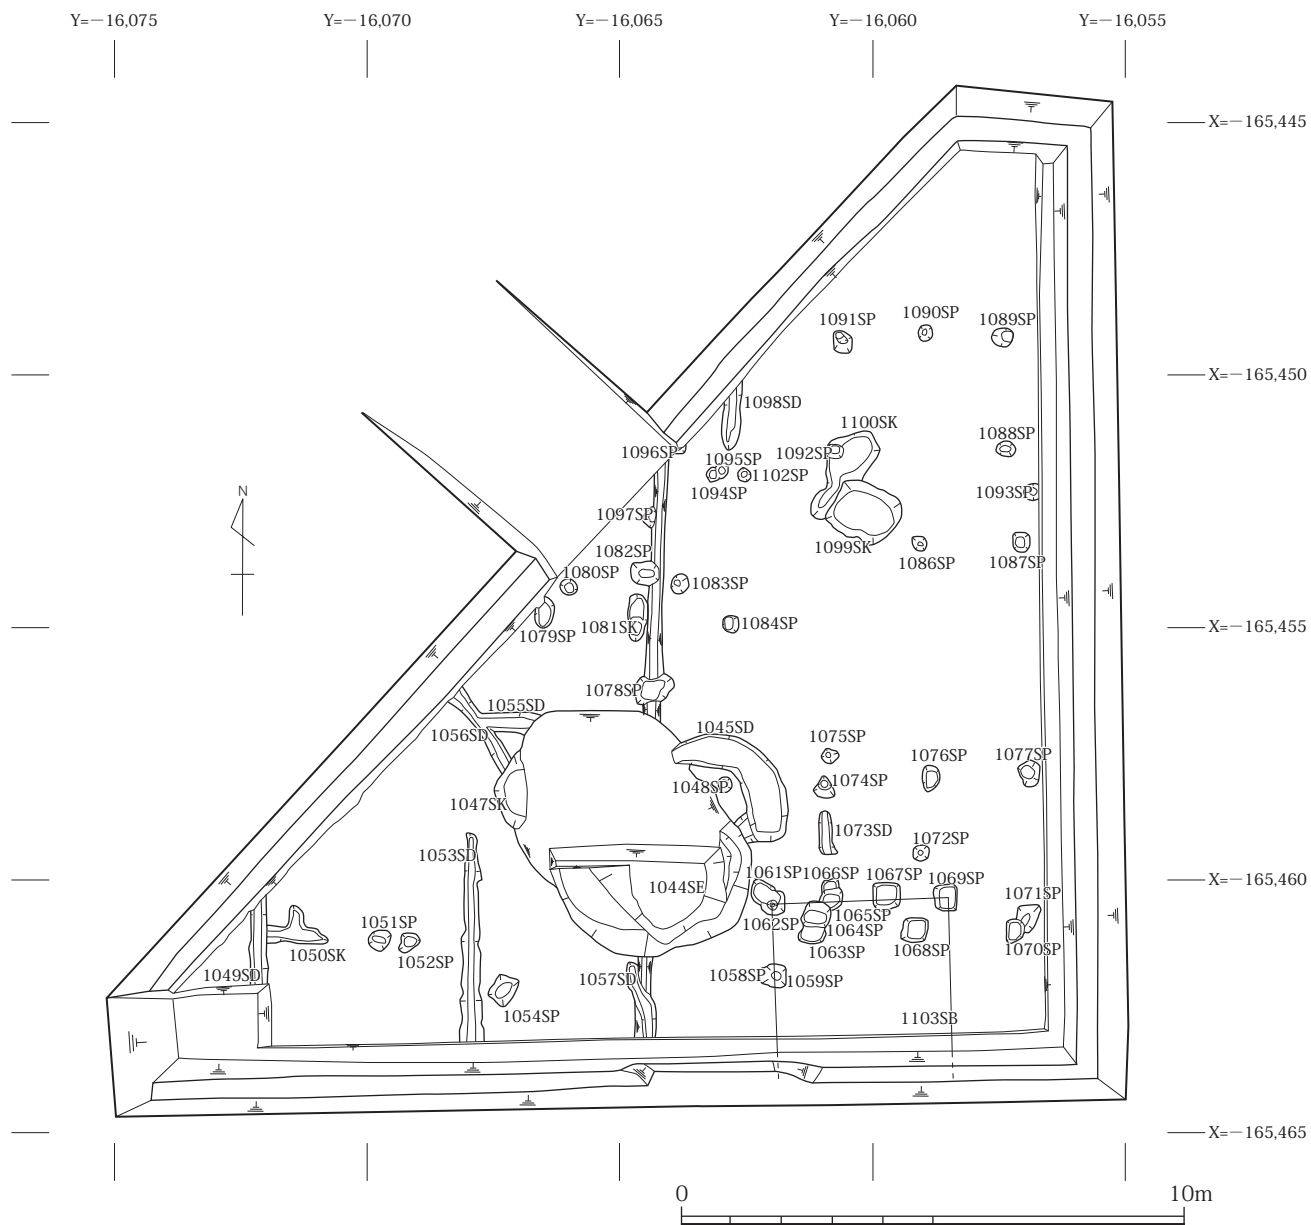 Y=−16,075 Y=−16,070 Y=−16,065 Y=−16,060 Y=−16,055
X=−165,445
1091SP 1090SP 1089SP
X=−165,450
1098SD
1100SK
1088SP
1096SP 1095SP 1092SP
1102SP
1094SP 1093SP
N
1097SP
1099SK
1082SP
1086SP 1087SP
1080SP 1083SP
1079SP 1081SK 1084SP
X=−165,455
1078SP
1055SD
1056SD 1045SD
1075SP
1076SP 1077SP
1048SP 1074SP
1047SK
1073SD
1053SD 1072SP
1061SP 1066SP 1067SP 1069SP
X=−165,460
1044SE
1071SP
1051SP 1062SP 1065SP
1064SP
1050SK 1052SP 1063SP 1068SP 1070SP
1049SD 1057SD 1058SP 1059SP
1054SP 1103SB
X=−165,465
0 10m